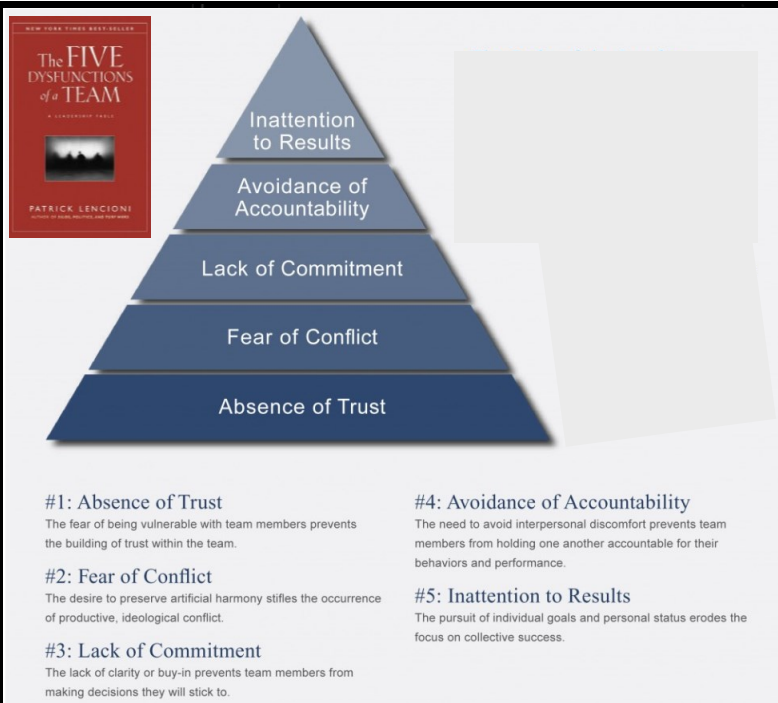 NEW YORK TIMES BEST-SELLER
The FIVE
DYSFUNCTIONS
of a TEAM
A LEADERSHIP FABLE
PATRICK LENCIONI
Inattention
to Results
Avoidance of
Accountability
Lack of Commitment
Fear of Conflict
Absence of Trust
#1: Absence of Trust
The fear of being vulnerable with team members prevents
the building of trust within the team.
#2: Fear of Conflict
The desire to preserve artificial harmony stifles the occurrence
of productive, ideological conflict.
#3: Lack of Commitment
The lack of clarity or buy-in prevents team members from
making decisions they will stick to.
#4: Avoidance of Accountability
The need to avoid interpersonal discomfort prevents team
members from holding one another accountable for their
behaviors and performance.
#5: Inattention to Results
The pursuit of individual goals and personal status erodes the
focus on collective success.